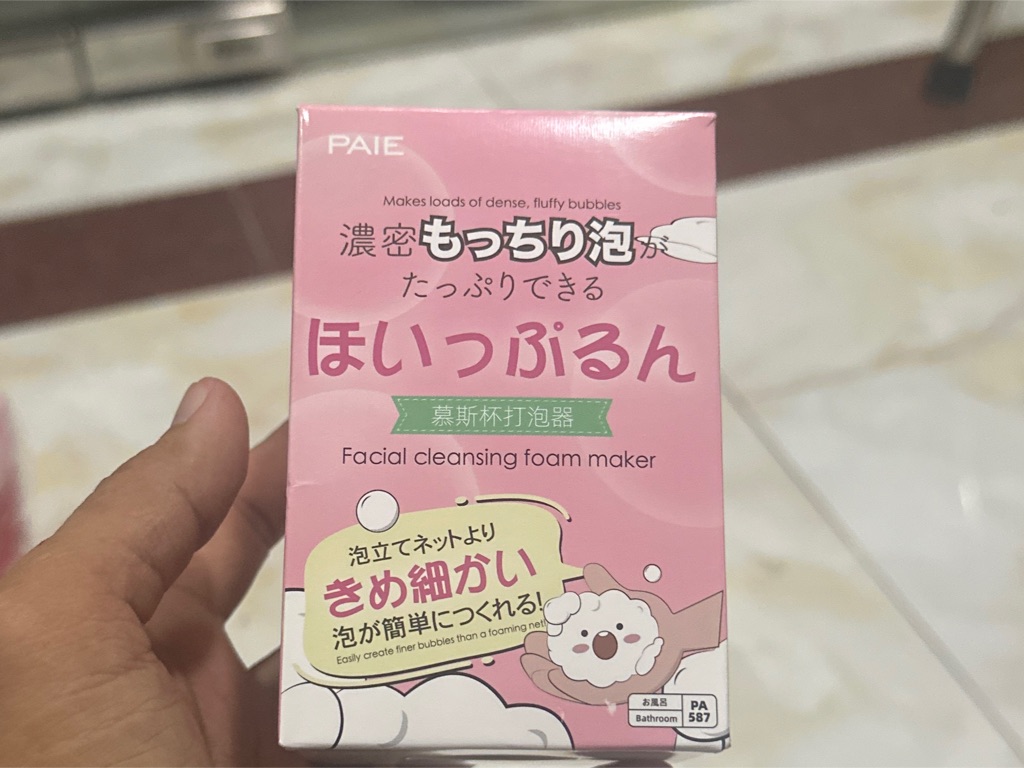 PAIE
Makes loads of dense, fluffy bubbles
濃密もっちり泡が
たっぷりできる
ほいっぷるん
慕斯杯打泡器
Facial cleansing foam maker
泡立てネットより
きめ細かい
泡が簡単につくれる!
Easily create finer bubbles than a foaming net!
お風呂
Bathroom
PA
587